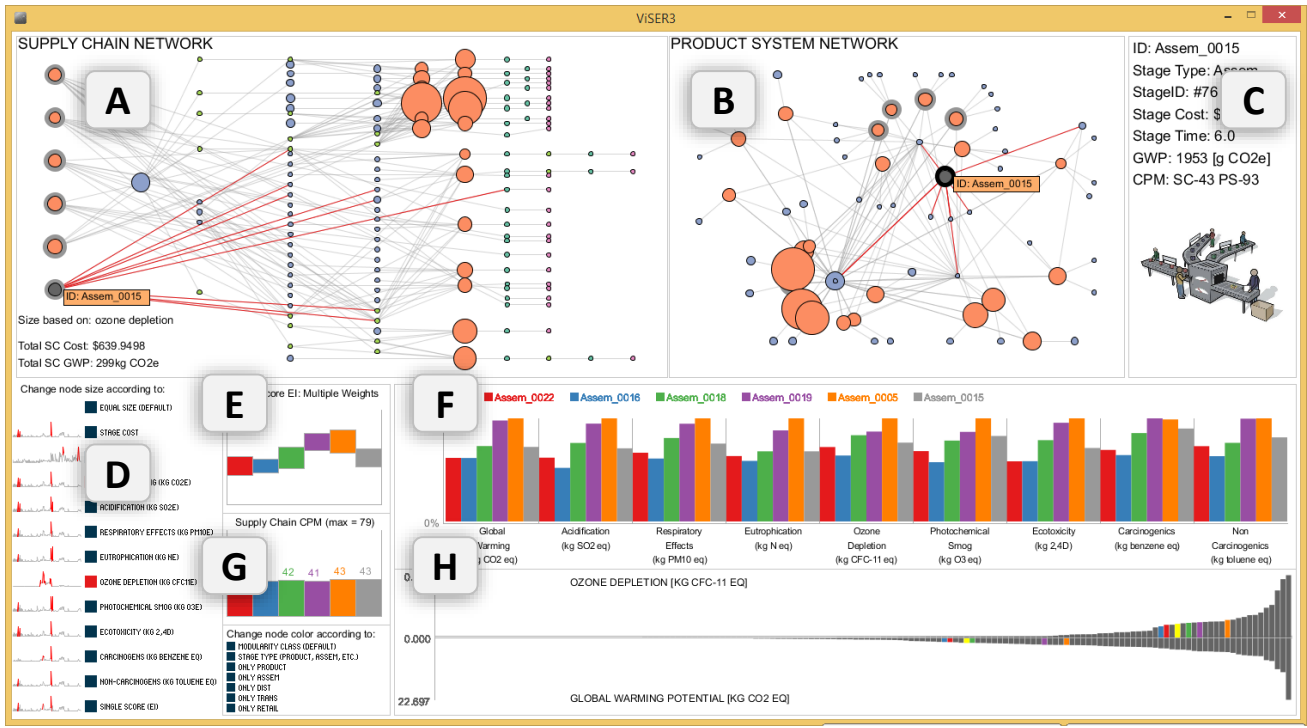 ViSER3
SUPPLY CHAIN NETWORK
A
ID: Assem_0015
Size based on: ozone depletion
Total SC Cost: $639.9498
Total SC GWP: 299kg CO2e
PRODUCT SYSTEM NETWORK
B
ID: Assem_0015
ID: Assem_0015
Stage Type: Assem
StageID: #76
Stage Cost: $
Stage Time: 6.0
GWP: 1953 [g CO2e]
CPM: SC-43 PS-93
C
Change node size according to:
EQUAL SIZE (DEFAULT)
STAGE COST
G (KG CO2E)
ACIDIFICATION (KG SO2E)
RESPIRATORY EFFECTS (KG PM10E)
EUTROPHICATION (KG NE)
OZONE DEPLETION (KG CFC11E)
PHOTOCHEMICAL SMOG (KG O3E)
ECOTOXICITY (KG 2,4D)
CARCINOGENS (KG BENZENE EQ)
NON-CARCINOGENS (KG TOLUENE EQ)
SINGLE SCORE (EI)
D
E
core EI: Multiple Weights
Supply Chain CPM (max = 79)
G
42 41 43 43
Change node color according to:
MODULARITY CLASS (DEFAULT)
STAGE TYPE (PRODUCT, ASSEM, ETC.)
ONLY PRODUCT
ONLY ASSEM
ONLY DIST
ONLY TRANS
ONLY RETAIL
F
Assem_0022 Assem_0016 Assem_0018 Assem_0019 Assem_0005 Assem_0015
0%
Global Acidification Respiratory Eutrophication Ozone Photochemical Ecotoxicity Carcinogenics Non
Warming (kg SO2 eq) Effects (kg N eq) Depletion Smog (kg 2,4D) (kg benzene eq) Carcinogenics
CO2 eq) (kg PM10 eq) (kg CFC-11 eq) (kg O3 eq) (kg toluene eq)
H
OZONE DEPLETION [KG CFC-11 EQ]
0.000
22.697
GLOBAL WARMING POTENTIAL [KG CO2 EQ]